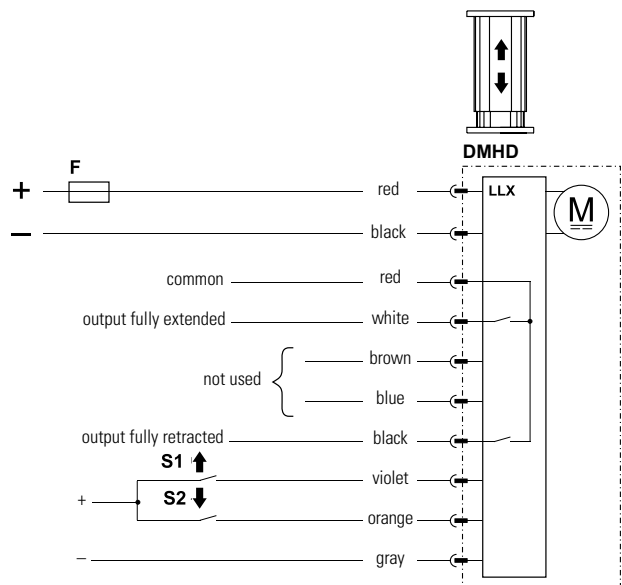 DMHD
F
+ red LLX
M
− black
common red
output fully extended white
brown
not used
blue
output fully retracted black
S1 violet
+ S2
orange
− gray